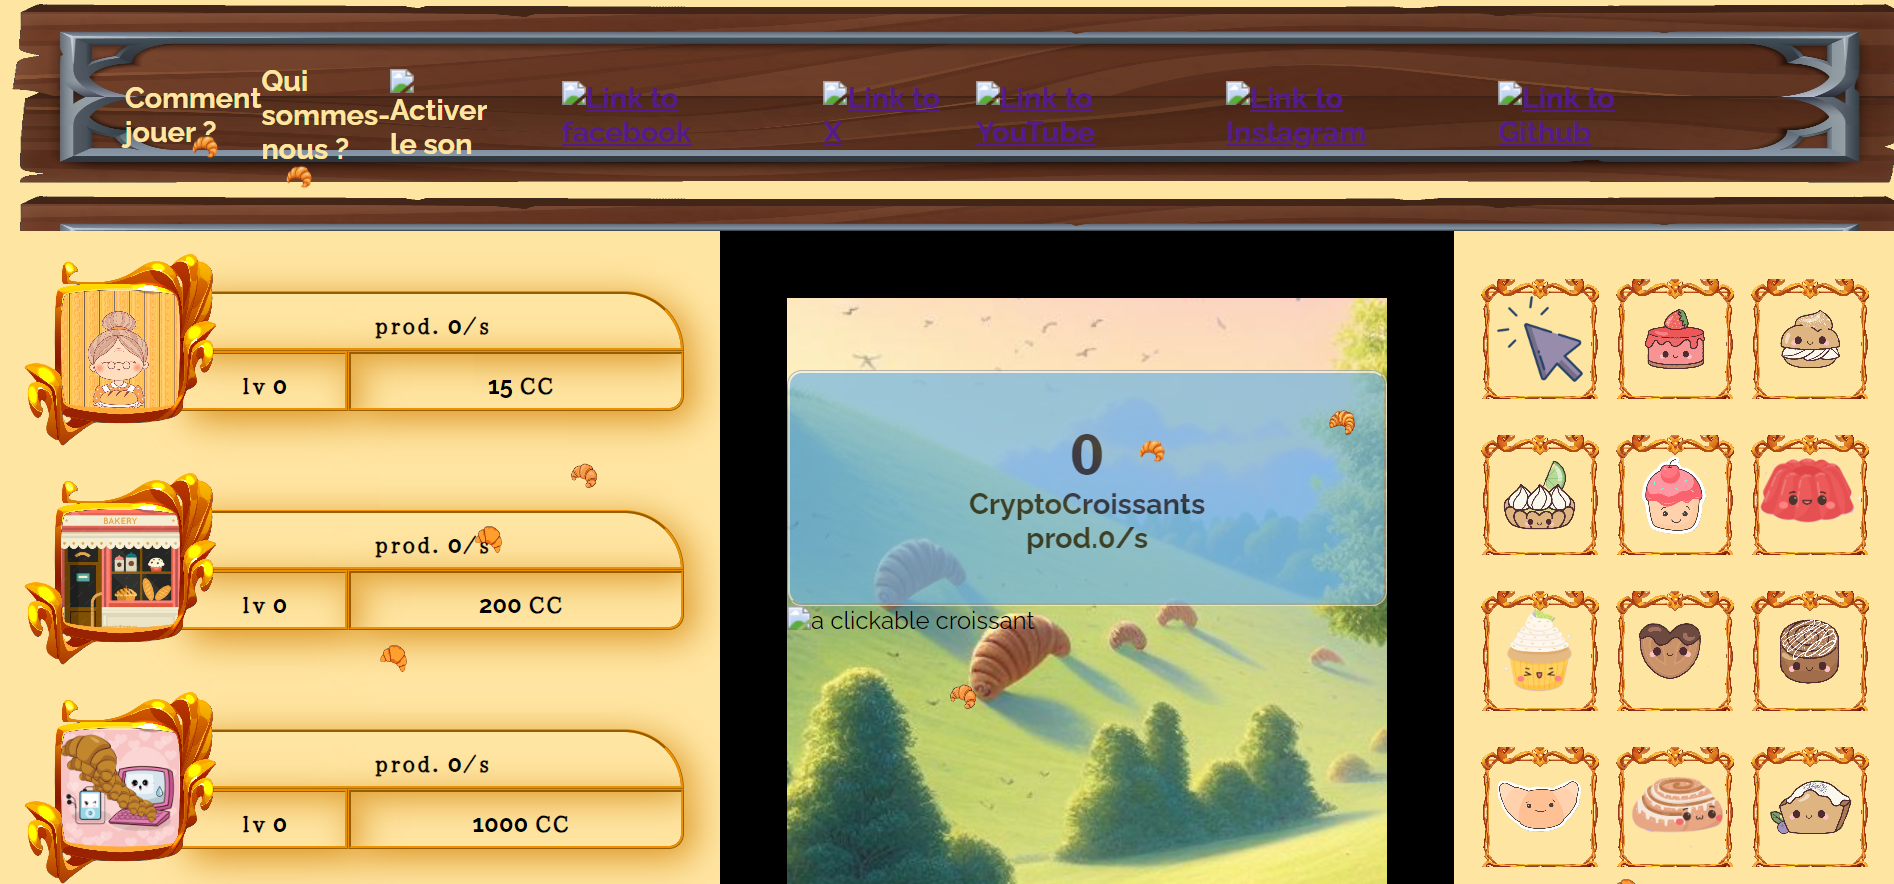 Comment
jouer ?
Qui
sommes-
nous ?
Activer
le son
Link to
facebook
Link to
X
Link to
YouTube
Link to
Instagram
Link to
Github
prod. 0/s
lv 0
15 CC
BAKERY
prod. 0/s
lv 0
200 CC
prod. 0/s
lv 0
1000 CC
0
CryptoCroissants
prod.0/s
a clickable croissant